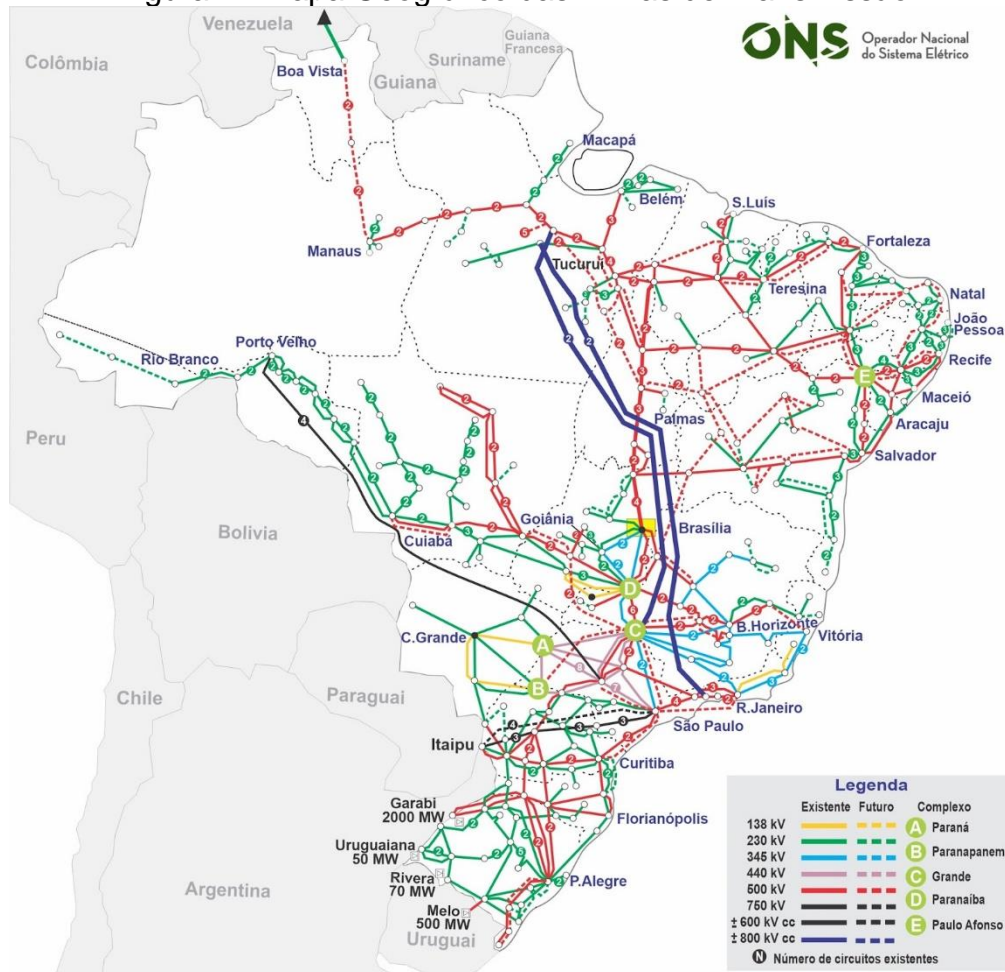 ONS
Operador Nacional
do Sistema Elétrico
Venezuela
Colômbia
Boa Vista
Guiana
Suriname
Guiana
Francesa
Macapá
Belém
S.Luís
Manaus
Tucuruí
Fortaleza
Teresina
Natal
João
Pessoa
Recife
Porto Velho
Rio Branco
E
Maceió
Peru
Palmas
Aracaju
Salvador
Bolivia
Cuiabá
Goiânia
Brasília
D
C.Grande
A
C
B.Horizonte
Vitória
Chile
Paraguai
B
R.Janeiro
São Paulo
Itaipu
Curitiba
Garabi
2000 MW
Florianópolis
Uruguaiana
50 MW
Rivera
70 MW
P.Alegre
Argentina
Melo
500 MW
Uruguai
Legenda
Existente Futuro Complexo
138 kV A Paraná
230 kV
345 kV B Paranapanem
440 kV C Grande
500 kV
750 kV D Paranaíba
± 600 kV cc
± 800 kV cc E Paulo Afonso
N Número de circuitos existentes